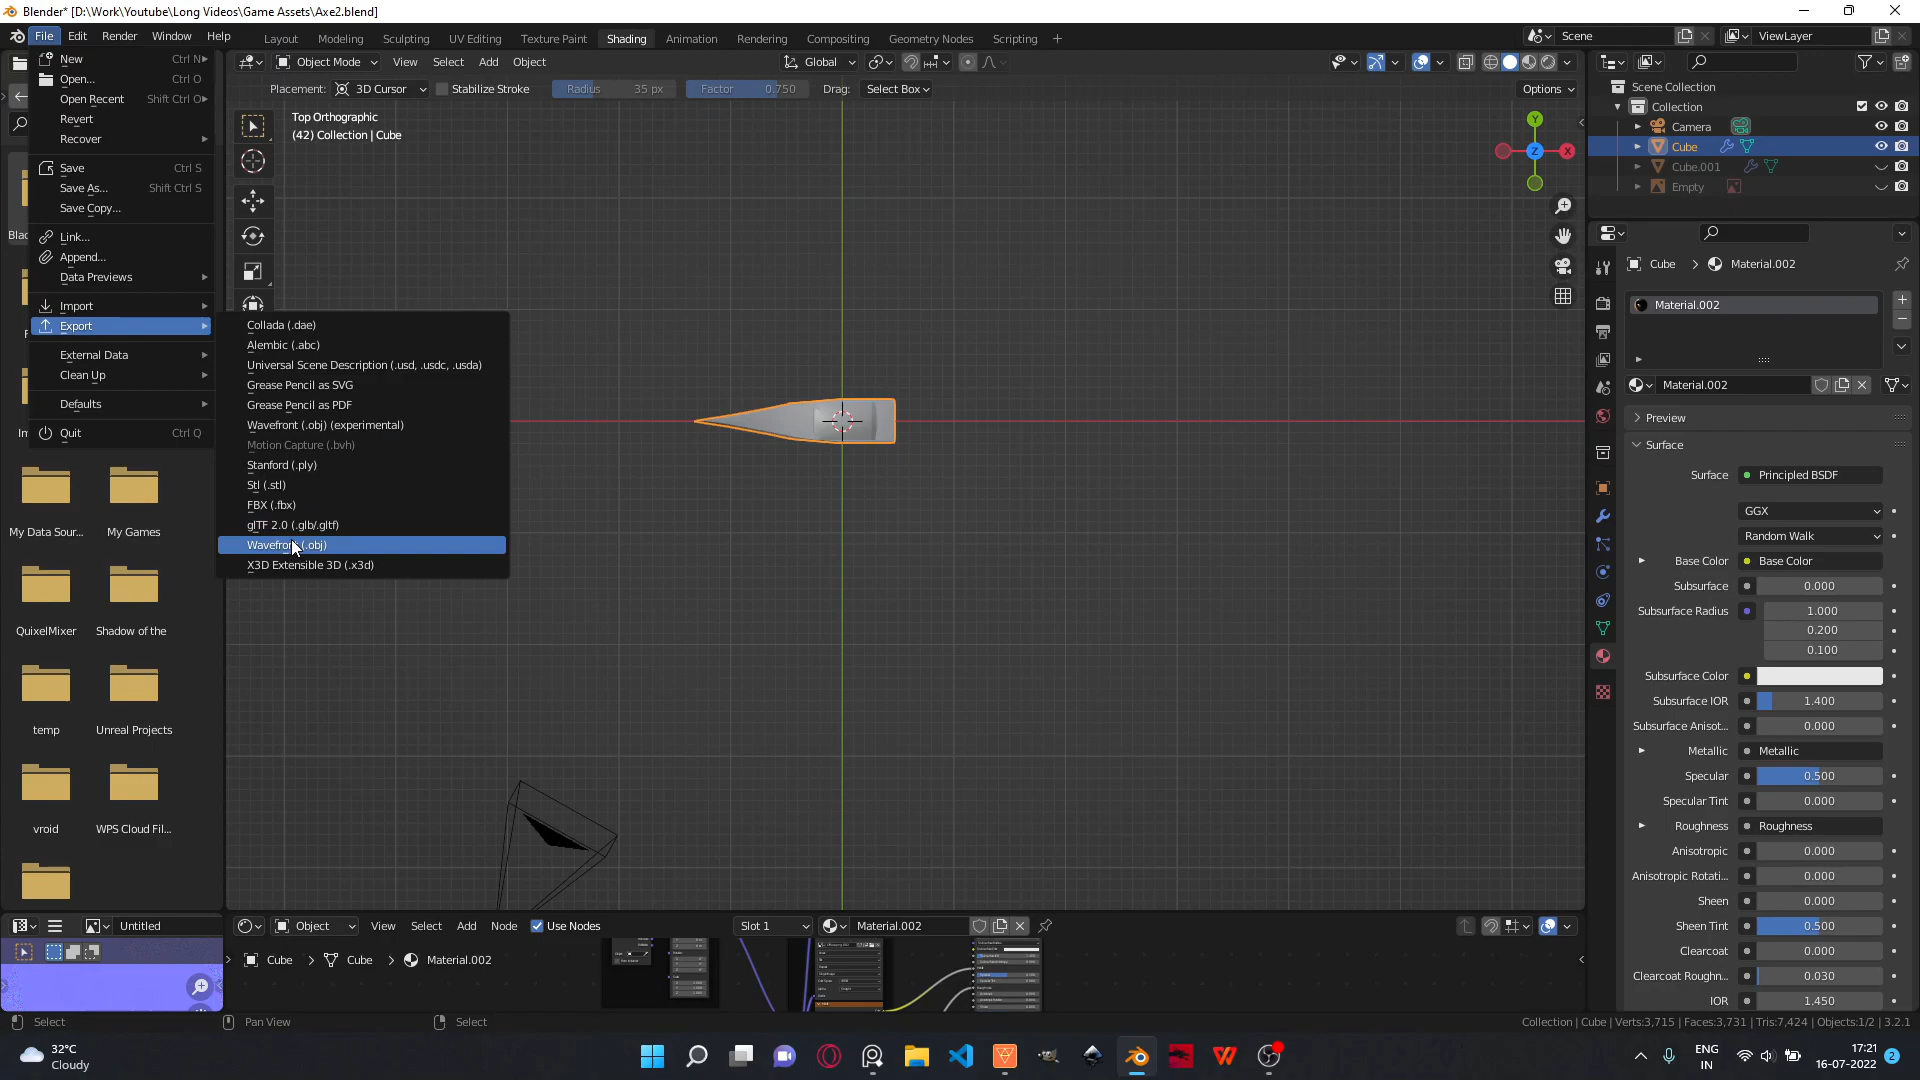 Blender* [D:\Work\Youtube\Long Videos\Game Assets\Axe2.blend]
File Edit Render Window Help
Layout Modeling Sculpting UV Editing Texture Paint Shading Animation Rendering Compositing Geometry Nodes Scripting +
Scene
ViewLayer
New Ctrl N
Open... Ctrl O
Open Recent Shift Ctrl O
Revert
Recover
Save Ctrl S
Save As... Shift Ctrl S
Save Copy...
Link...
Append...
Data Previews
Import
Export
External Data
Clean Up
Defaults
Quit Ctrl Q
Collada (.dae)
Alembic (.abc)
Universal Scene Description (.usd, .usdc, .usda)
Grease Pencil as SVG
Grease Pencil as PDF
Wavefront (.obj) (experimental)
Motion Capture (.bvh)
Stanford (.ply)
Stl (.stl)
FBX (.fbx)
glTF 2.0 (.glb/.gltf)
Wavefront (.obj)
X3D Extensible 3D (.x3d)
My Data Sour...
My Games
QuixelMixer
Shadow of the
temp
Unreal Projects
vroid
WPS Cloud Fil...
Object Mode View Select Add Object
Global
Placement: 3D Cursor Stabilize Stroke Radius 35 px Factor 0.750 Drag: Select Box
Options
Top Orthographic
(42) Collection | Cube
Y
Z
X
Scene Collection
Collection
Camera
Cube
Cube.001
Empty
Cube > Material.002
Material.002
Material.002
Preview
Surface
Surface Principled BSDF
GGX
Random Walk
Base Color Base Color
Subsurface 0.000
Subsurface Radius 1.000
0.200
0.100
Subsurface Color
Subsurface IOR 1.400
Subsurface Anisot... 0.000
Metallic Metallic
Specular 0.500
Specular Tint 0.000
Roughness Roughness
Anisotropic 0.000
Anisotropic Rotati... 0.000
Sheen 0.000
Sheen Tint 0.500
Clearcoat 0.000
Clearcoat Roughn... 0.030
IOR 1.450
Untitled
Object View Select Add Node Use Nodes
Slot 1
Material.002
Cube > Cube > Material.002
Select
Pan View
Select
Collection | Cube | Verts:3,715 | Faces:3,731 | Tris:7,424 | Objects:1/2 | 3.2.1
32°C
Cloudy
ENG
IN
17:21
16-07-2022
2